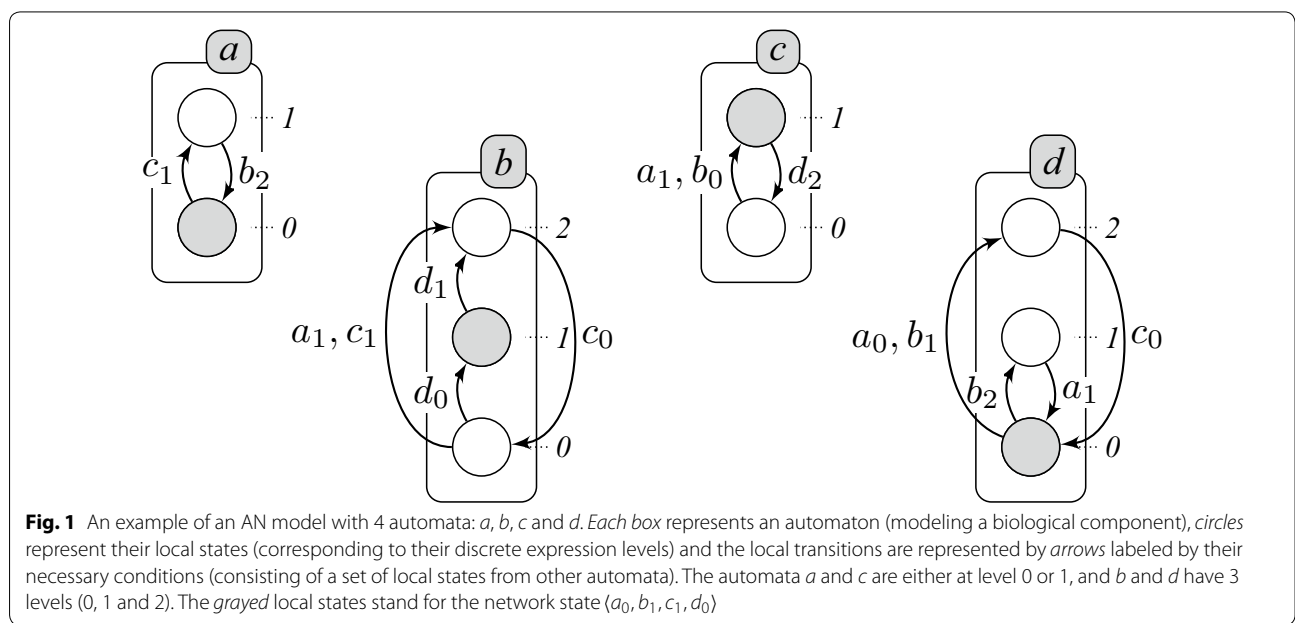 a
c
1
1
c₁
b₂
a₁, b₀
d₂
b
d
0
0
2
2
d₁
a₁, c₁
1
c₀
a₀, b₁
1
c₀
d₀
b₂
a₁
0
0
Fig. 1 An example of an AN model with 4 automata: a, b, c and d. Each box represents an automaton (modeling a biological component), circles
represent their local states (corresponding to their discrete expression levels) and the local transitions are represented by arrows labeled by their
necessary conditions (consisting of a set of local states from other automata). The automata a and c are either at level 0 or 1, and b and d have 3
levels (0, 1 and 2). The grayed local states stand for the network state ⟨a₀, b₁, c₁, d₀⟩